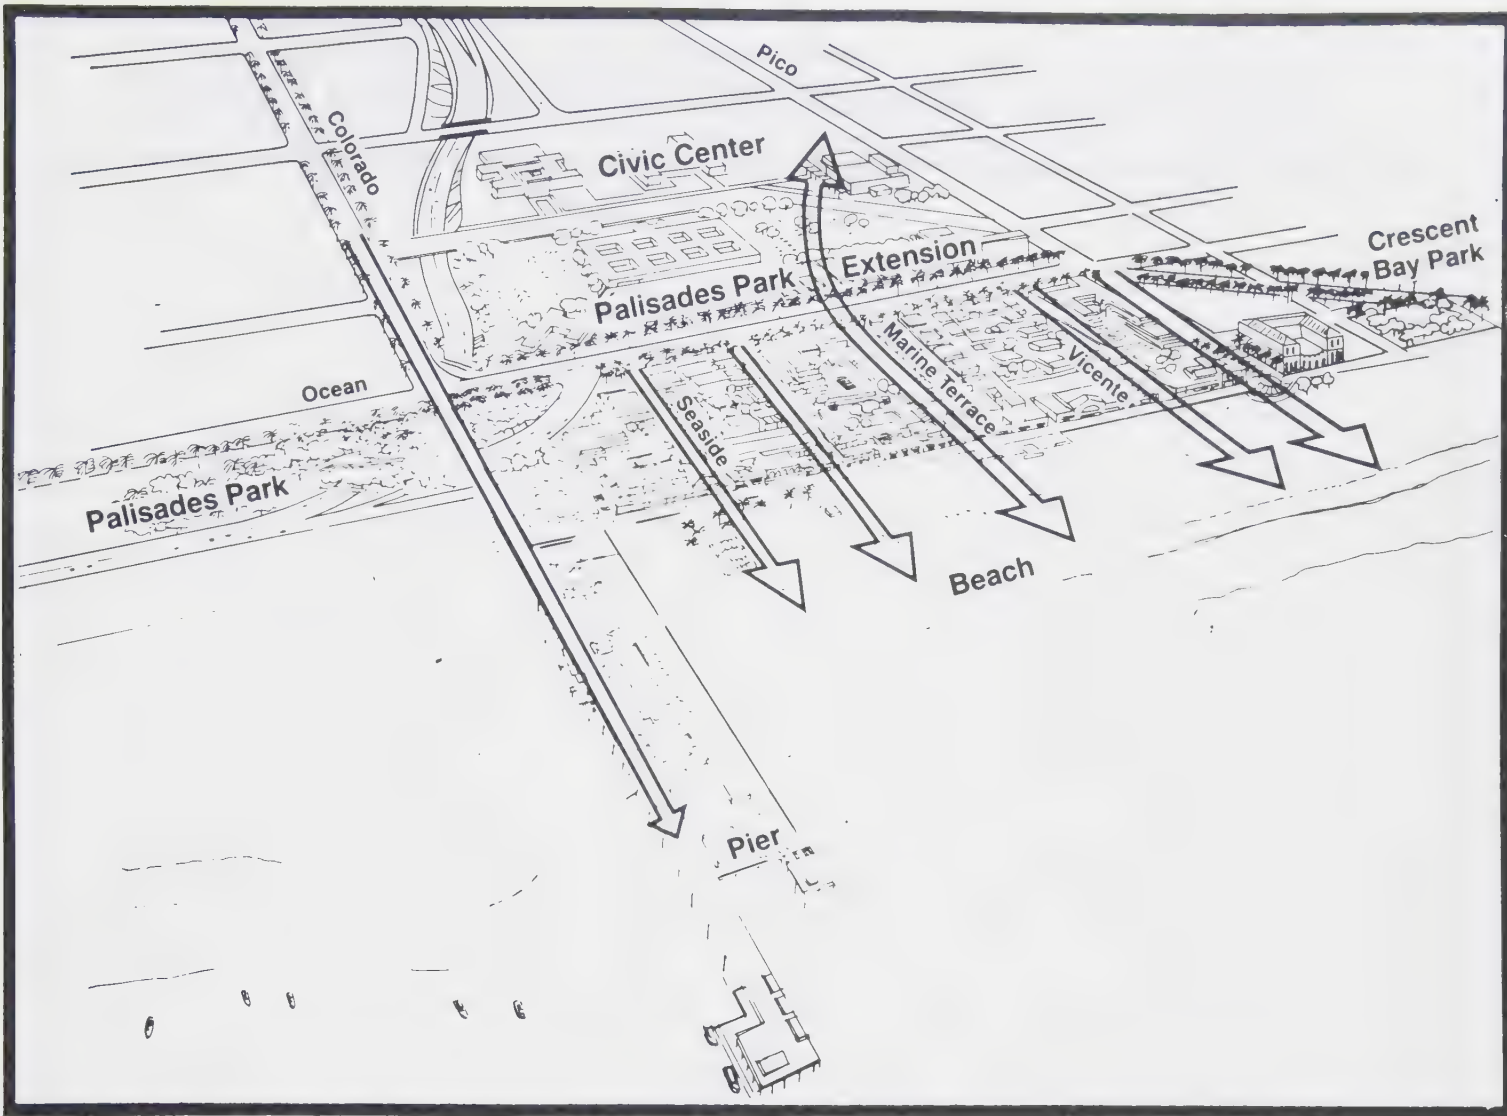 Pico
Colorado
Civic Center
Crescent
Bay Park
Palisades Park Extension
Marine Terrace
Vicente
Ocean
Seaside
Palisades Park
Beach
Pier